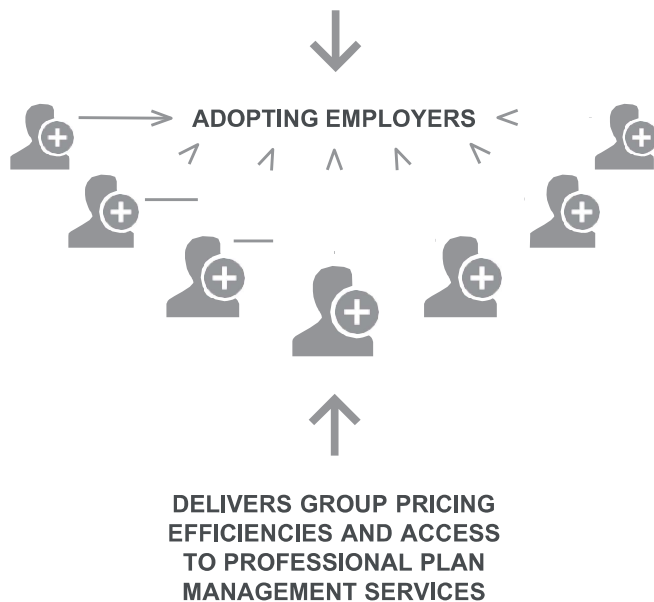 ADOPTING EMPLOYERS
DELIVERS GROUP PRICING
EFFICIENCIES AND ACCESS
TO PROFESSIONAL PLAN
MANAGEMENT SERVICES